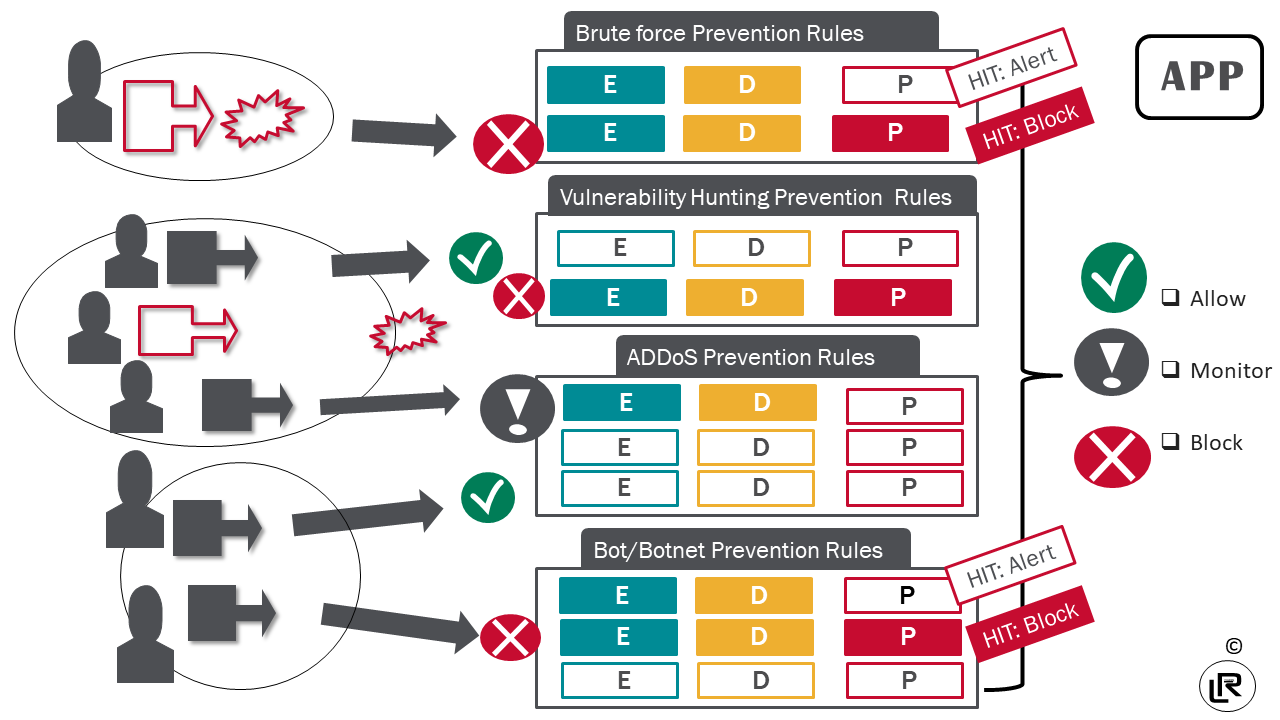 Brute force Prevention Rules
E D P
HIT: Alert
E D P
HIT: Block
APP
Vulnerability Hunting Prevention Rules
E D P
E D P
ADDoS Prevention Rules
E D P
E D P
E D P
Bot/Botnet Prevention Rules
E D P
HIT: Alert
E D P
HIT: Block
E D P
Allow
Monitor
Block
©
LR